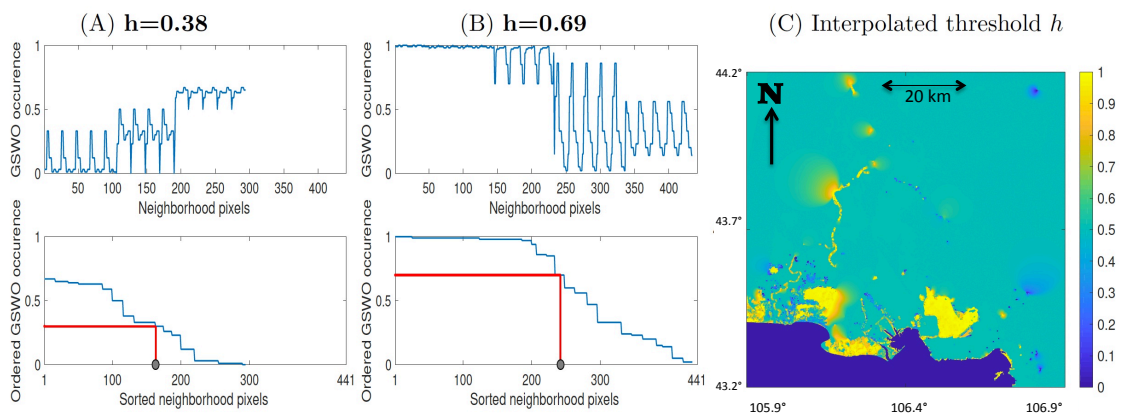 (A) h=0.38
(B) h=0.69
(C) Interpolated threshold h
GSWO occurrence
1
0.5
0
50 100 150 200 250 300 350 400
Neighborhood pixels
GSWO occurrence
1
0.5
0
50 100 150 200 250 300 350 400
Neighborhood pixels
Ordered GSWO occurrence
1
0.5
0
1 100 200 300 441
Sorted neighborhood pixels
Ordered GSWO occurrence
1
0.5
0
1 100 200 300 441
Sorted neighborhood pixels
44.2°
43.7°
43.2°
N
20 km
105.9° 106.4° 106.9°
1
0.9
0.8
0.7
0.6
0.5
0.4
0.3
0.2
0.1
0